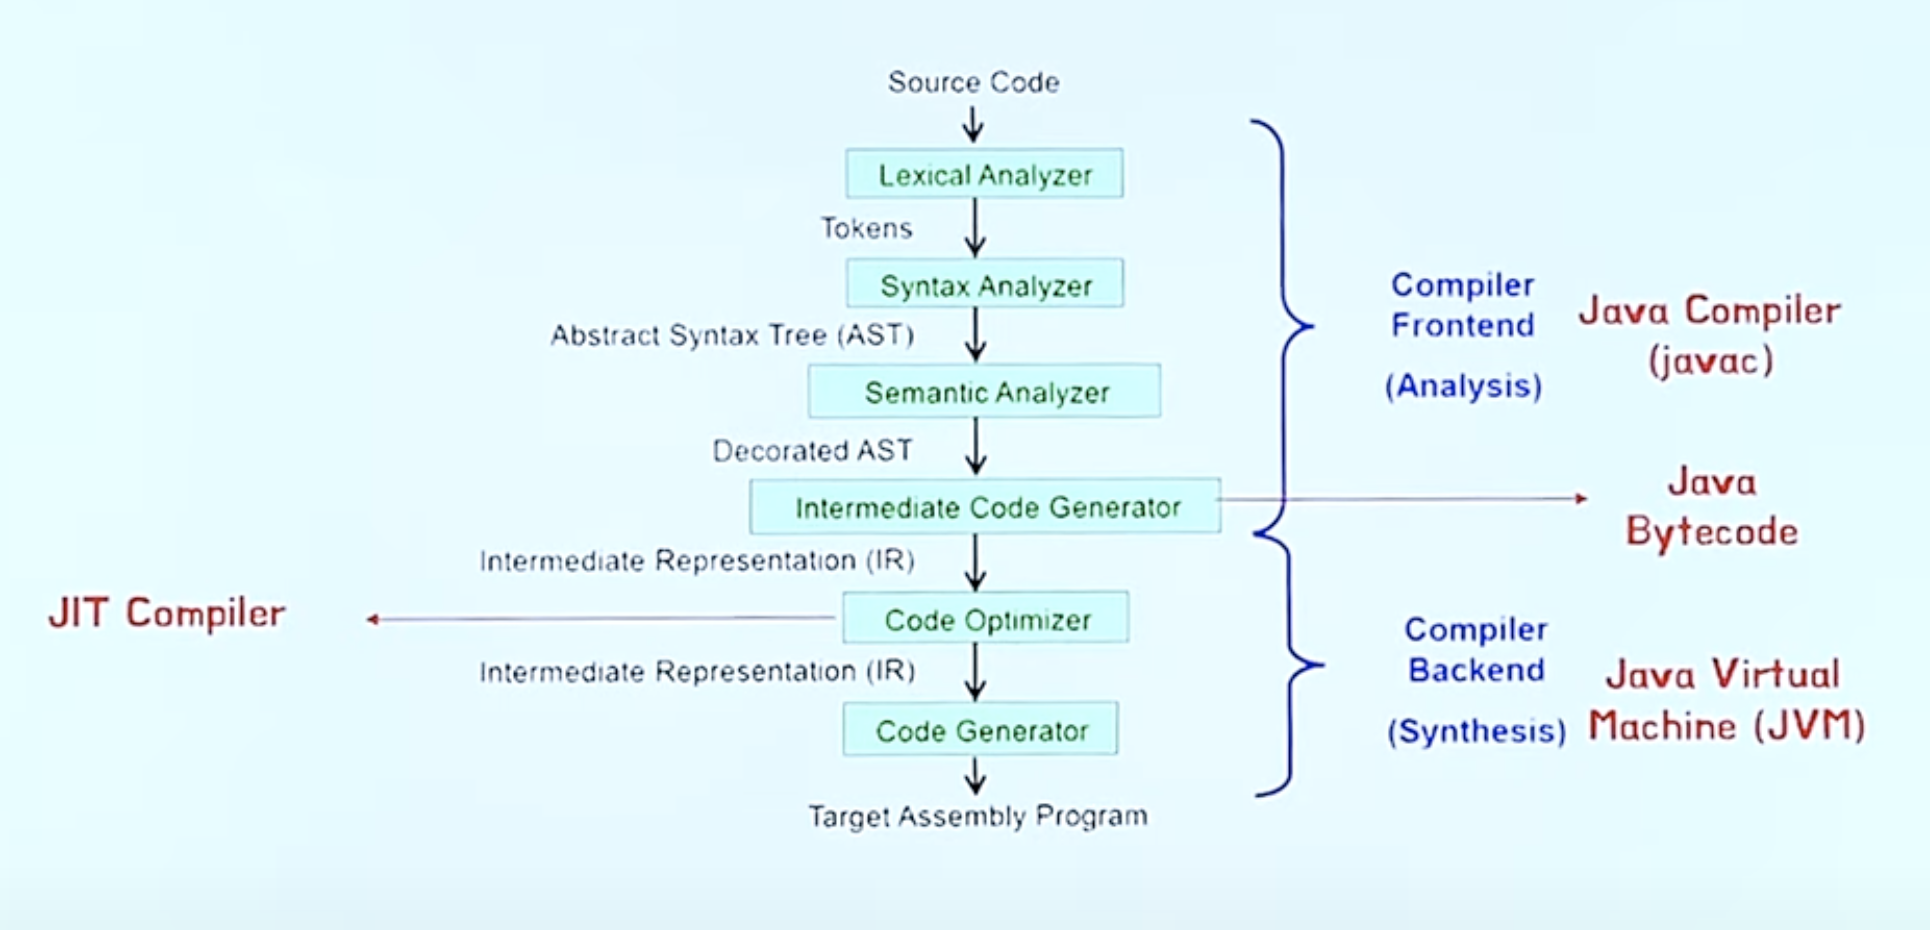 Source Code
Lexical Analyzer
Tokens
Syntax Analyzer
Abstract Syntax Tree (AST)
Semantic Analyzer
Decorated AST
Intermediate Code Generator
Intermediate Representation (IR)
Code Optimizer
Intermediate Representation (IR)
Code Generator
Target Assembly Program
JIT Compiler
Compiler
Frontend
(Analysis)
Java Compiler
(javac)
Java
Bytecode
Compiler
Backend
(Synthesis)
Java Virtual
Machine (JVM)